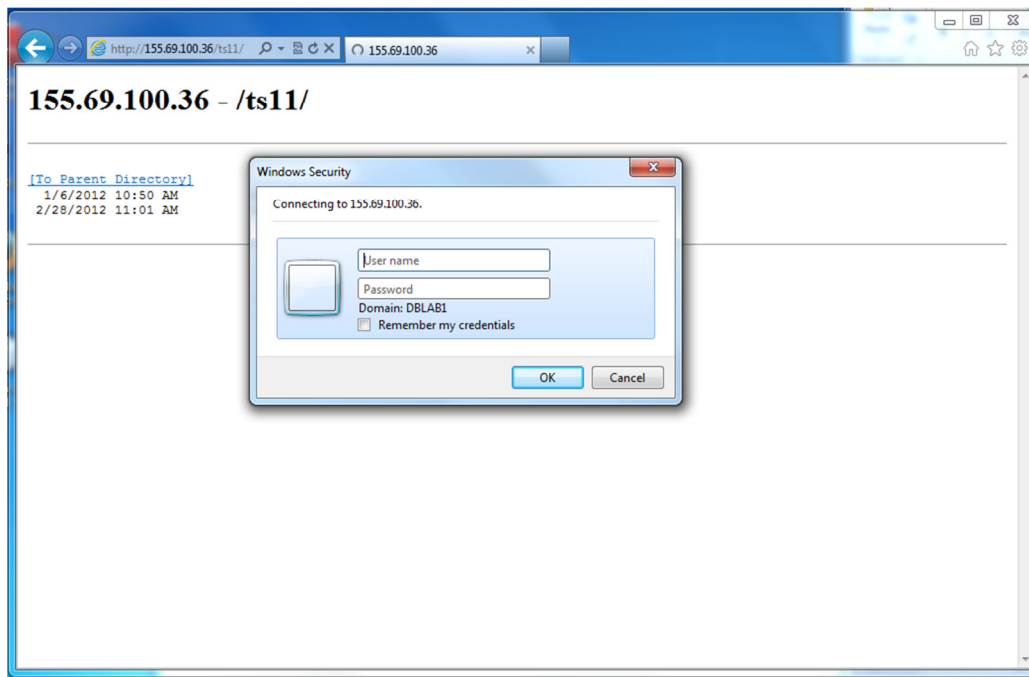 http://155.69.100.36/ts11/
155.69.100.36
155.69.100.36 - /ts11/
[To Parent Directory]
1/6/2012 10:50 AM
2/28/2012 11:01 AM
Windows Security
Connecting to 155.69.100.36.
User name
Password
Domain: DBLAB1
Remember my credentials
OK
Cancel